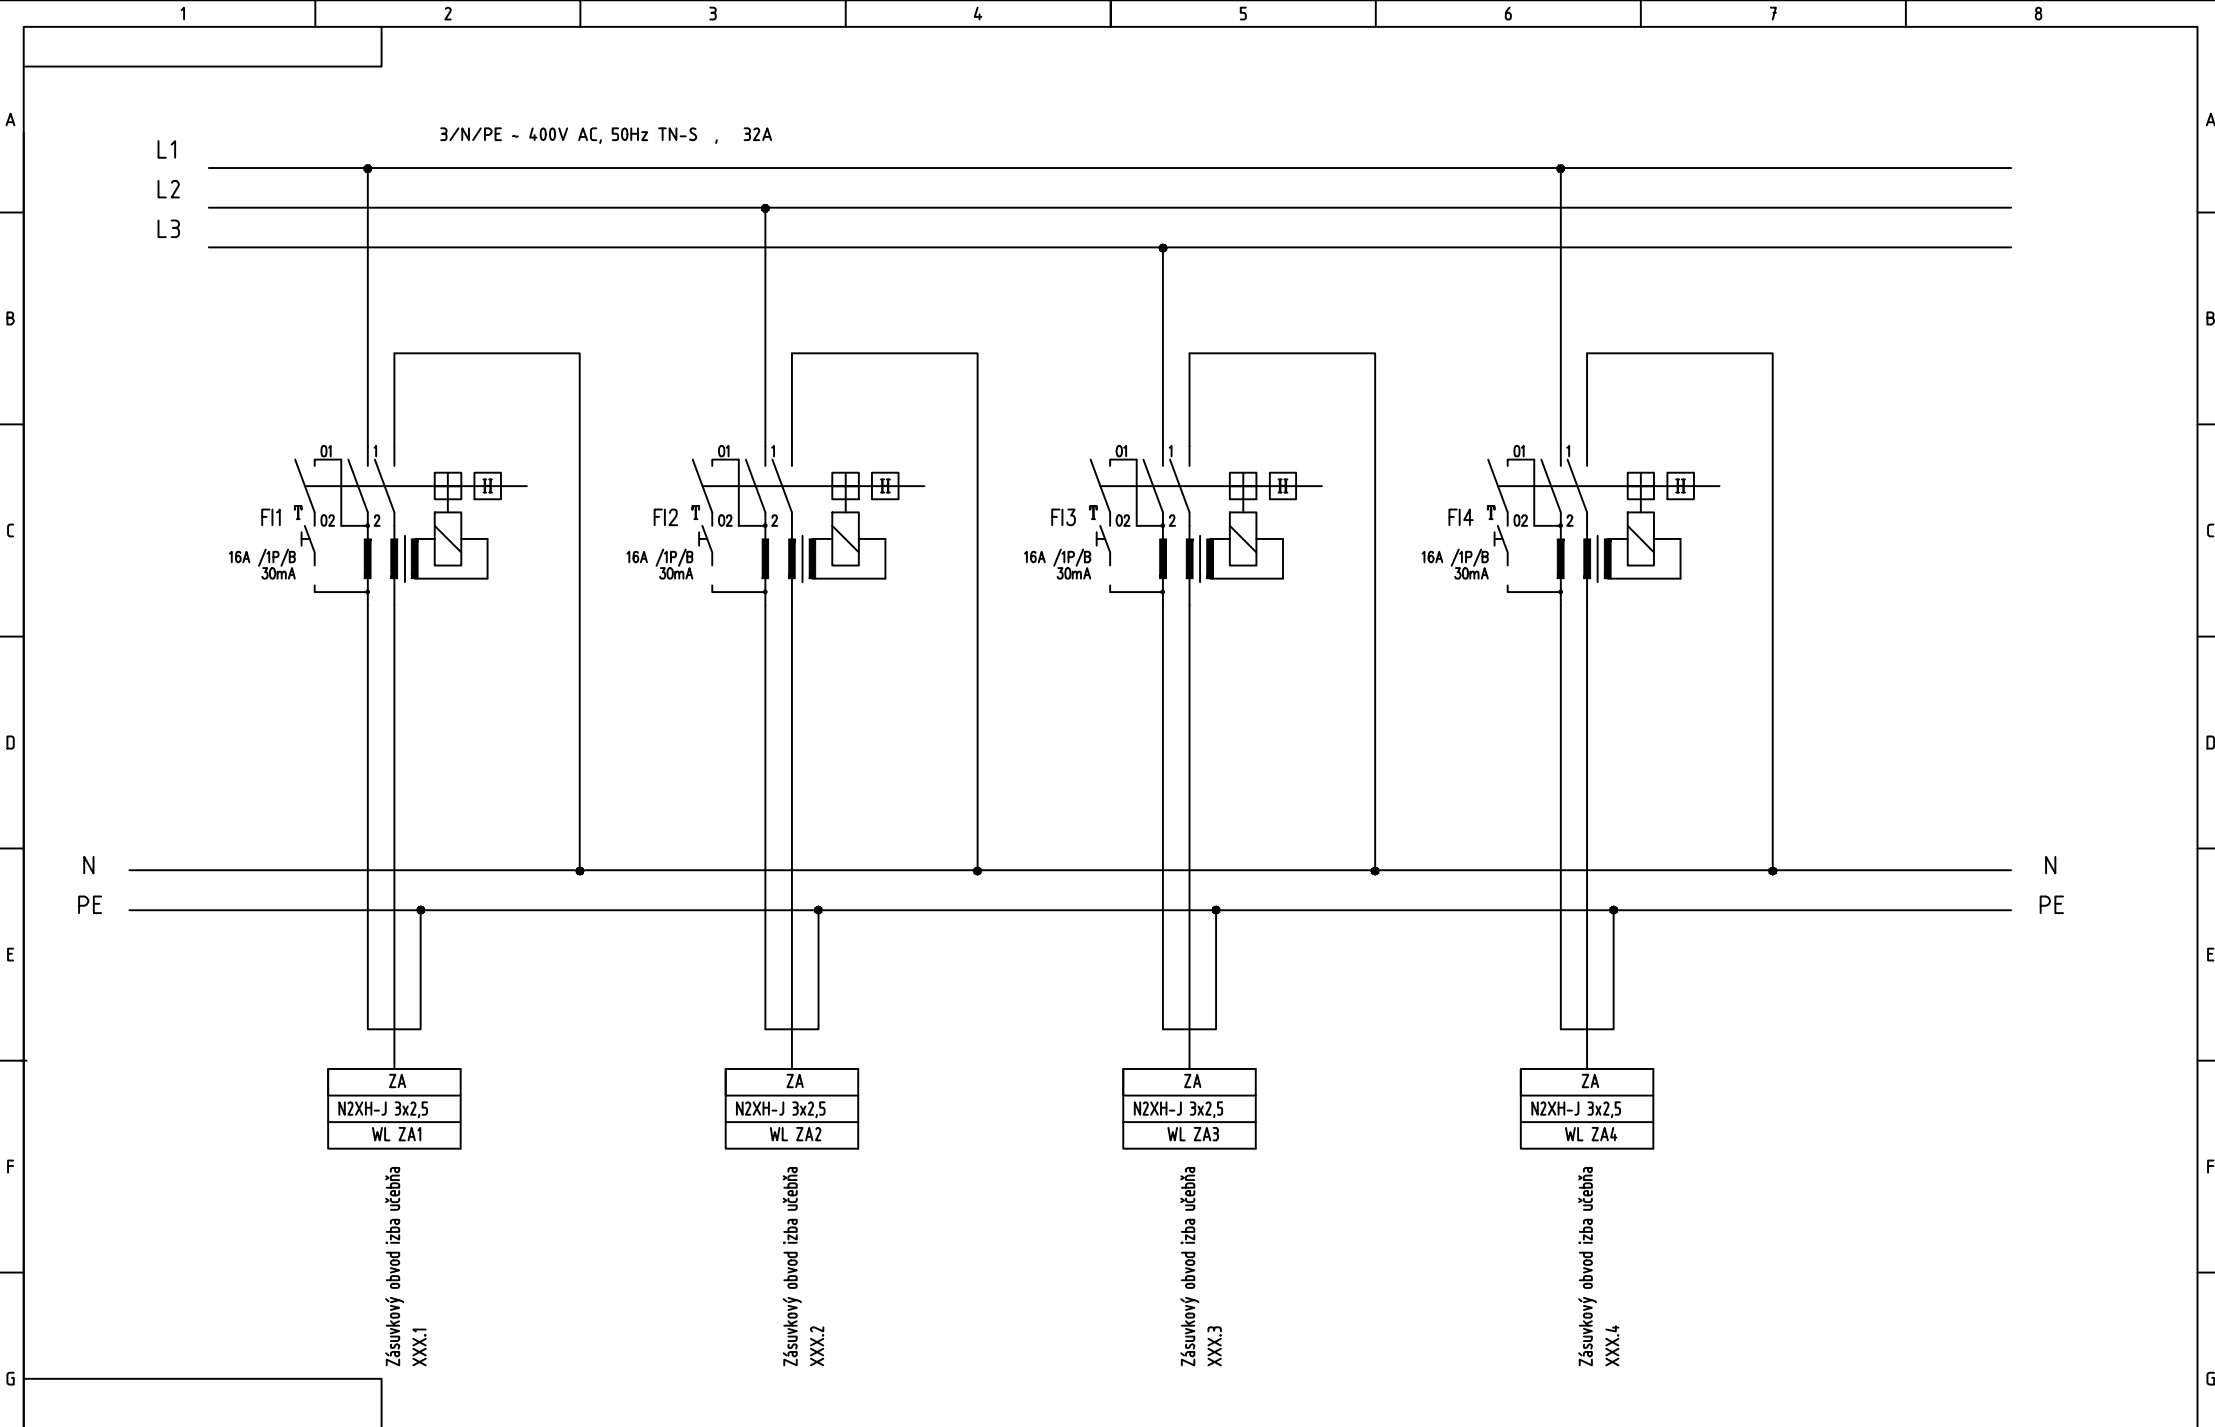 1 2 3 4 5 6 7 8
A A
3/N/PE ~ 400V AC, 50Hz TN-S , 32A
L1
L2
L3
B B
01 1 01 1 01 1 01 1
H H H H
T T T T
FI1 02 2 FI2 02 2 FI3 02 2 FI4 02 2
C C
16A /1P/B 16A /1P/B 16A /1P/B 16A /1P/B
30mA 30mA 30mA 30mA
D D
N N
PE PE
E E
ZA ZA ZA ZA
N2XH-J 3x2,5 N2XH-J 3x2,5 N2XH-J 3x2,5 N2XH-J 3x2,5
WL ZA1 WL ZA2 WL ZA3 WL ZA4
F F
Zásuvkový obvod izba učebňa
XXX.1
Zásuvkový obvod izba učebňa
XXX.2
Zásuvkový obvod izba učebňa
XXX.3
Zásuvkový obvod izba učebňa
XXX.4
G G